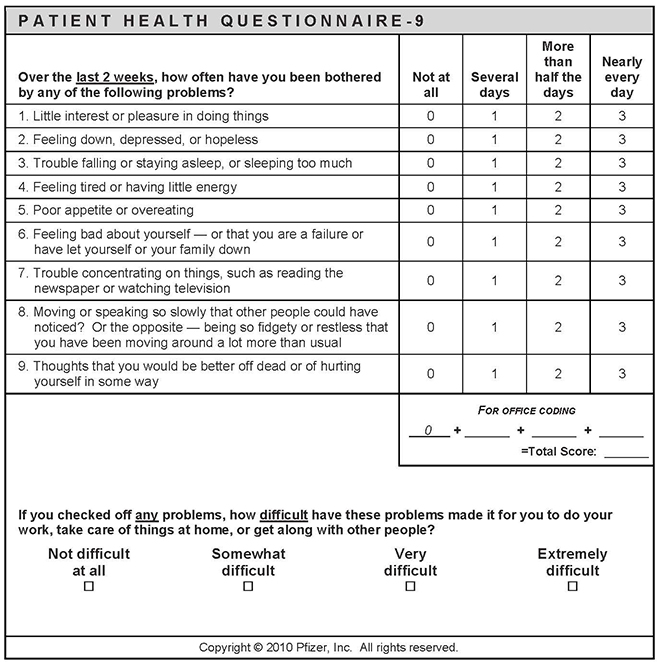 PATIENT HEALTH QUESTIONNAIRE-9
Over the last 2 weeks, how often have you been bothered
by any of the following problems?
Not at
all
Several
days
More
than
half the
days
Nearly
every
day
1. Little interest or pleasure in doing things 0 1 2 3
2. Feeling down, depressed, or hopeless 0 1 2 3
3. Trouble falling or staying asleep, or sleeping too much 0 1 2 3
4. Feeling tired or having little energy 0 1 2 3
5. Poor appetite or overeating 0 1 2 3
6. Feeling bad about yourself — or that you are a failure or
have let yourself or your family down 0 1 2 3
7. Trouble concentrating on things, such as reading the
newspaper or watching television 0 1 2 3
8. Moving or speaking so slowly that other people could have
noticed? Or the opposite — being so fidgety or restless that
you have been moving around a lot more than usual 0 1 2 3
9. Thoughts that you would be better off dead or of hurting
yourself in some way 0 1 2 3
FOR OFFICE CODING
0 + ______ + ______ + ______
=Total Score: ______
If you checked off any problems, how difficult have these problems made it for you to do your
work, take care of things at home, or get along with other people?
Not difficult
at all
☐
Somewhat
difficult
☐
Very
difficult
☐
Extremely
difficult
☐
Copyright © 2010 Pfizer, Inc. All rights reserved.